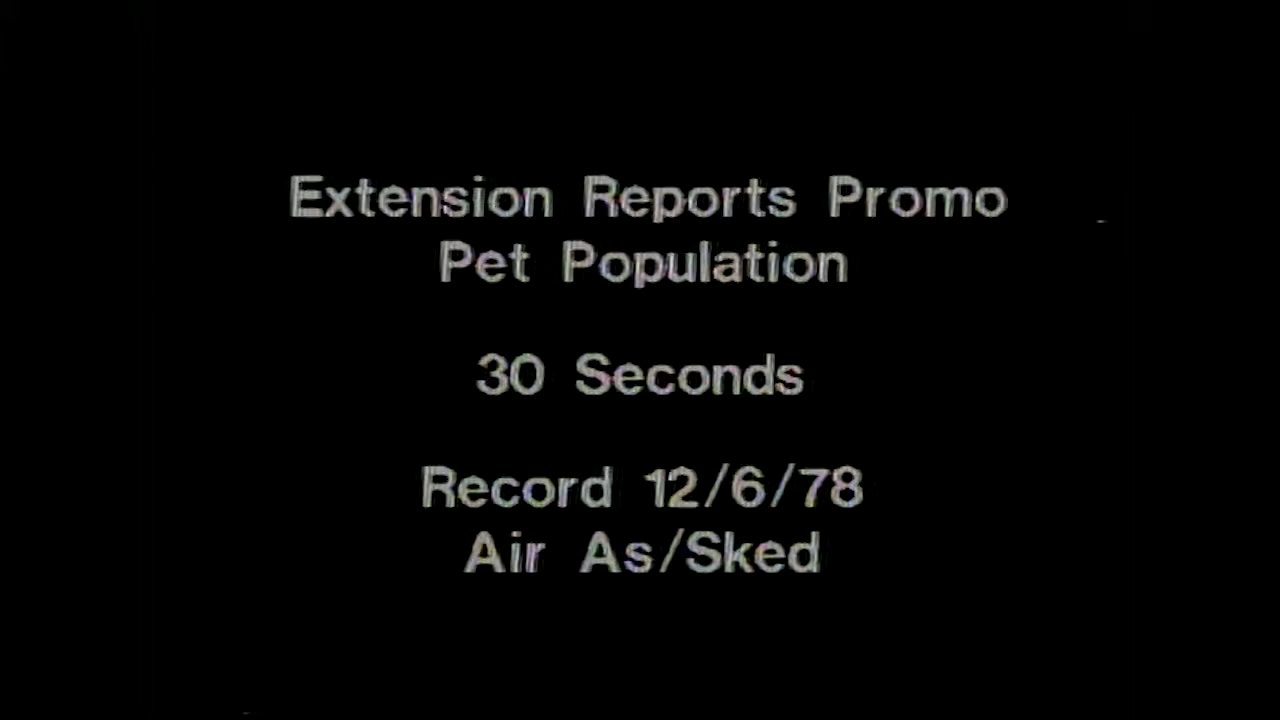 Extension Reports Promo
Pet Population
30 Seconds
Record 12/6/78
Air As/Sked